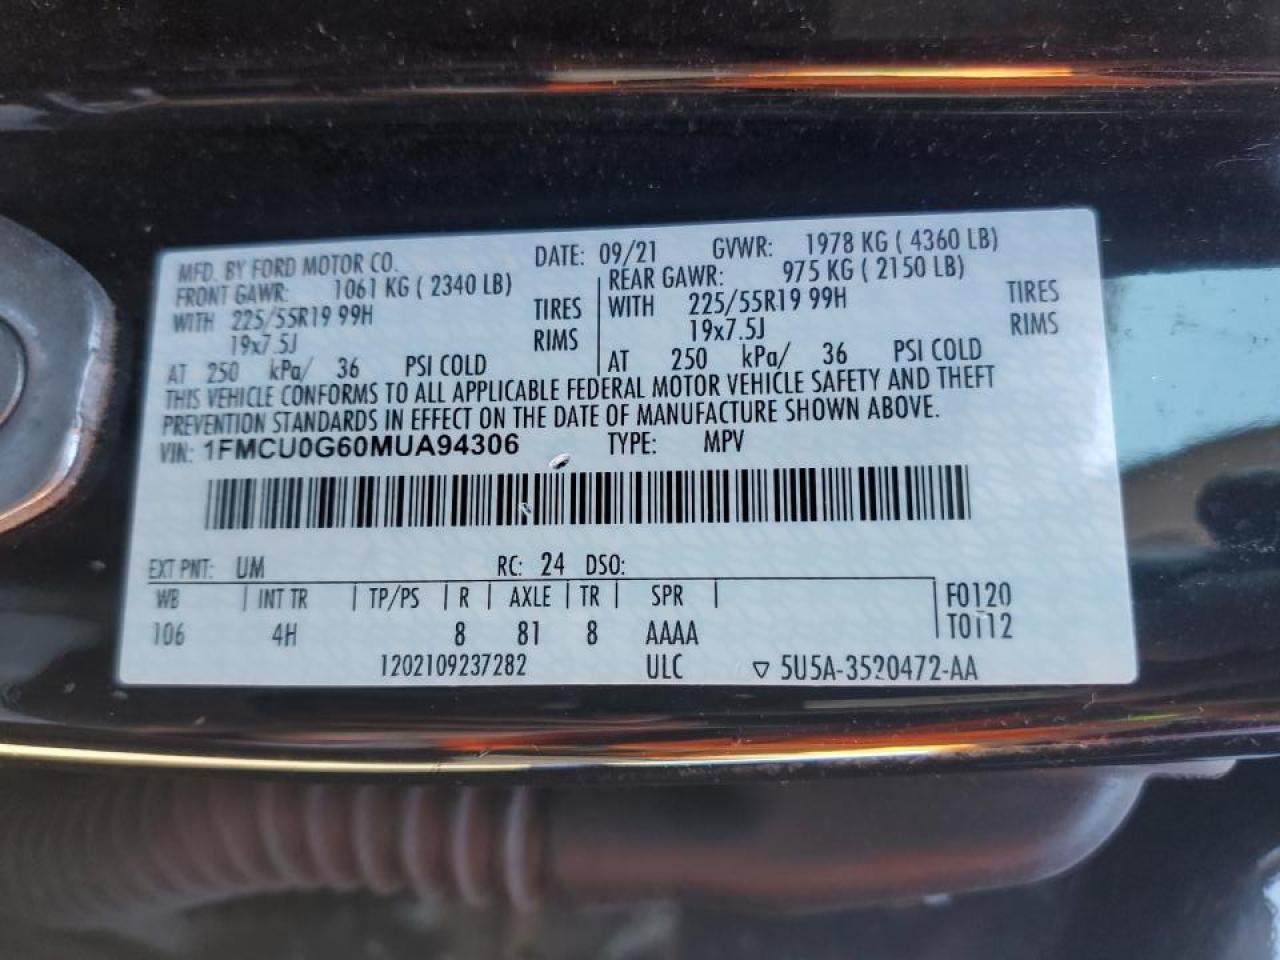 MFD. BY FORD MOTOR CO. DATE: 09/21 GVWR: 1978 KG ( 4360 LB)
FRONT GAWR: 1061 KG ( 2340 LB) REAR GAWR: 975 KG ( 2150 LB)
WITH 225/55R19 99H TIRES WITH 225/55R19 99H TIRES
19x7.5J RIMS 19x7.5J RIMS
AT 250 kPa/ 36 PSI COLD AT 250 kPa/ 36 PSI COLD
THIS VEHICLE CONFORMS TO ALL APPLICABLE FEDERAL MOTOR VEHICLE SAFETY AND THEFT
PREVENTION STANDARDS IN EFFECT ON THE DATE OF MANUFACTURE SHOWN ABOVE.
VIN: 1FMCU0G60MUA94306 TYPE: MPV
EXT PNT: UM RC: 24 DSO:
WB | INT TR | TP/PS | R | AXLE | TR | SPR | F0120
106 4H 8 81 8 AAAA T0112
1202109237282 ULC ▽ 5U5A-3520472-AA